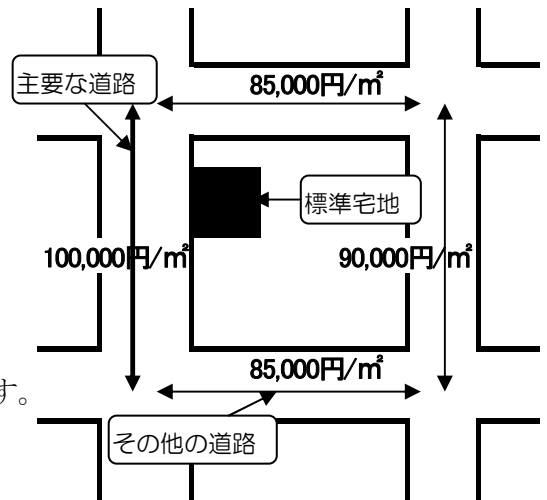 主要な道路
85,000円/㎡
標準宅地
100,000円/㎡
90,000円/㎡
85,000円/㎡
す。
その他の道路